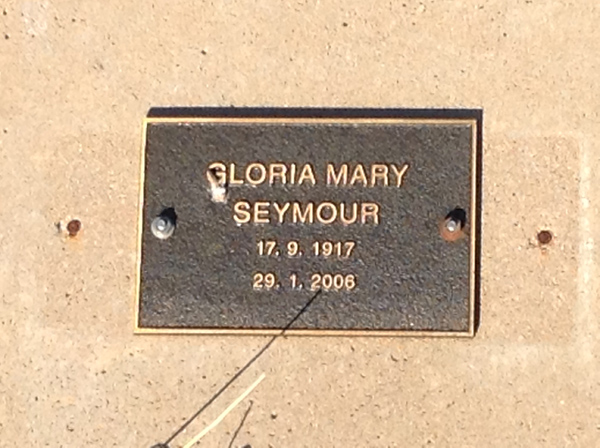 GLORIA MARY
SEYMOUR
17. 9. 1917
29. 1. 2006